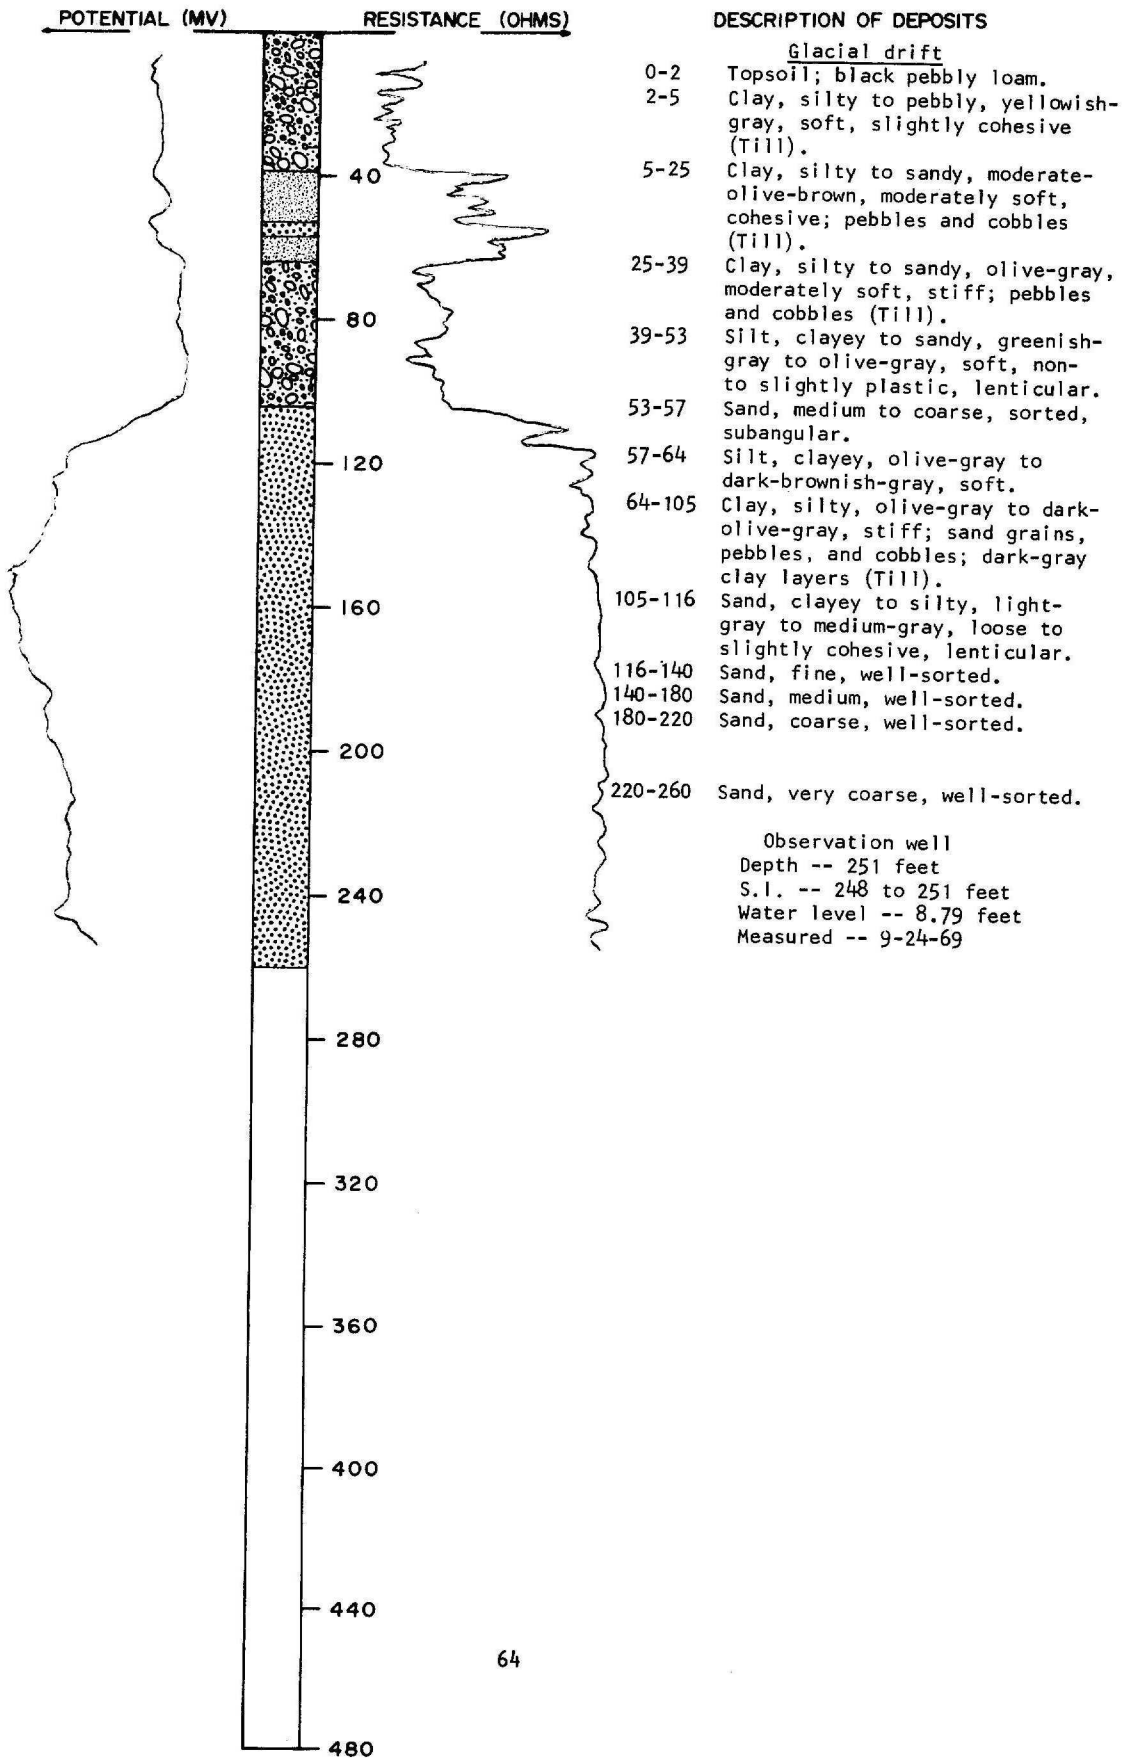 POTENTIAL (MV)
RESISTANCE (OHMS)
DESCRIPTION OF DEPOSITS
Glacial drift
0-2 Topsoil; black pebbly loam.
2-5 Clay, silty to pebbly, yellowish-
gray, soft, slightly cohesive
(Till).
5-25 Clay, silty to sandy, moderate-
olive-brown, moderately soft,
cohesive; pebbles and cobbles
(Till).
25-39 Clay, silty to sandy, olive-gray,
moderately soft, stiff; pebbles
and cobbles (Till).
39-53 Silt, clayey to sandy, greenish-
gray to olive-gray, soft, non-
to slightly plastic, lenticular.
53-57 Sand, medium to coarse, sorted,
subangular.
57-64 Silt, clayey, olive-gray to
dark-brownish-gray, soft.
64-105 Clay, silty, olive-gray to dark-
olive-gray, stiff; sand grains,
pebbles, and cobbles; dark-gray
clay layers (Till).
105-116 Sand, clayey to silty, light-
gray to medium-gray, loose to
slightly cohesive, lenticular.
116-140 Sand, fine, well-sorted.
140-180 Sand, medium, well-sorted.
180-220 Sand, coarse, well-sorted.
220-260 Sand, very coarse, well-sorted.
Observation well
Depth -- 251 feet
S.I. -- 248 to 251 feet
Water level -- 8.79 feet
Measured -- 9-24-69
40
80
120
160
200
240
280
320
360
400
440
480
64